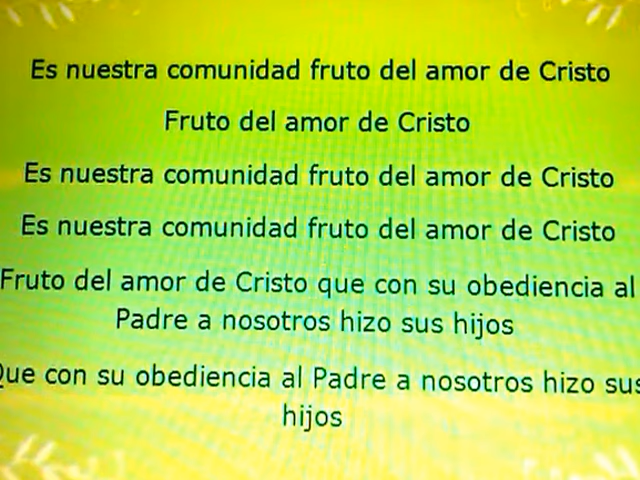 Es nuestra comunidad fruto del amor de Cristo
Fruto del amor de Cristo
Es nuestra comunidad fruto del amor de Cristo
Es nuestra comunidad fruto del amor de Cristo
Fruto del amor de Cristo que con su obediencia al
Padre a nosotros hizo sus hijos
Que con su obediencia al Padre a nosotros hizo sus
hijos